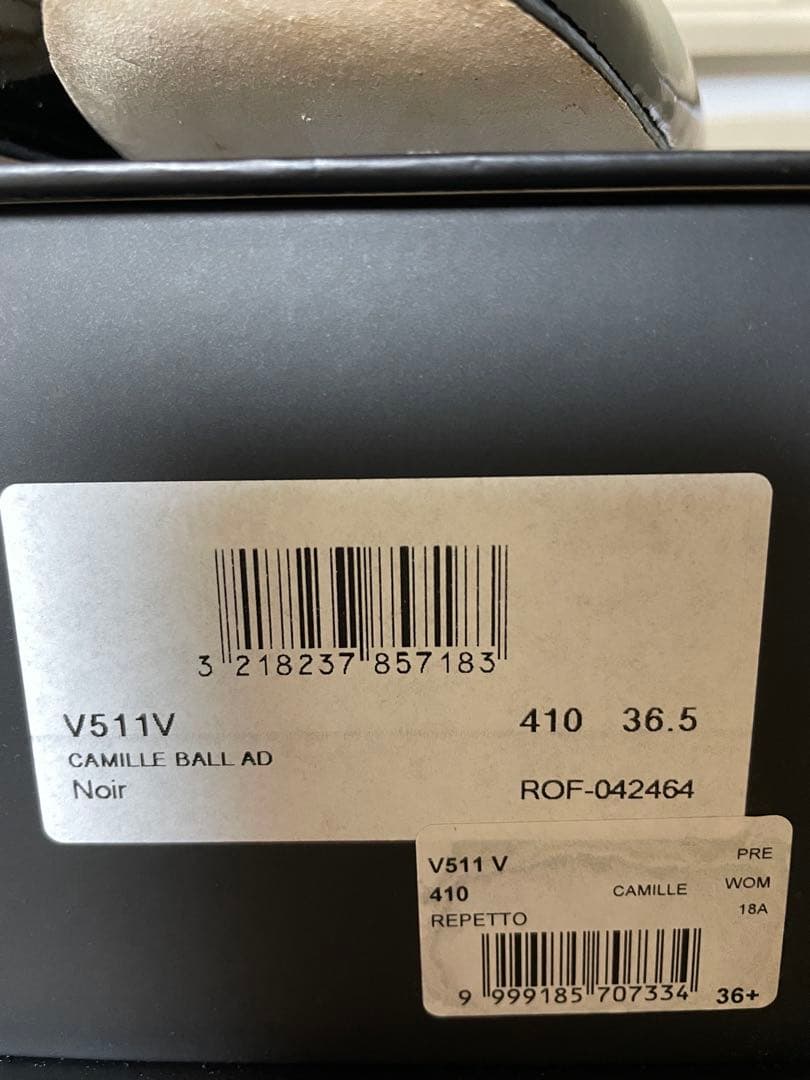 3 218237 857183
V511V 410 36.5
CAMILLE BALL AD
Noir ROF-042464
V511 V PRE
410 CAMILLE WOM
REPETTO 18A
9 999185 707334 36+